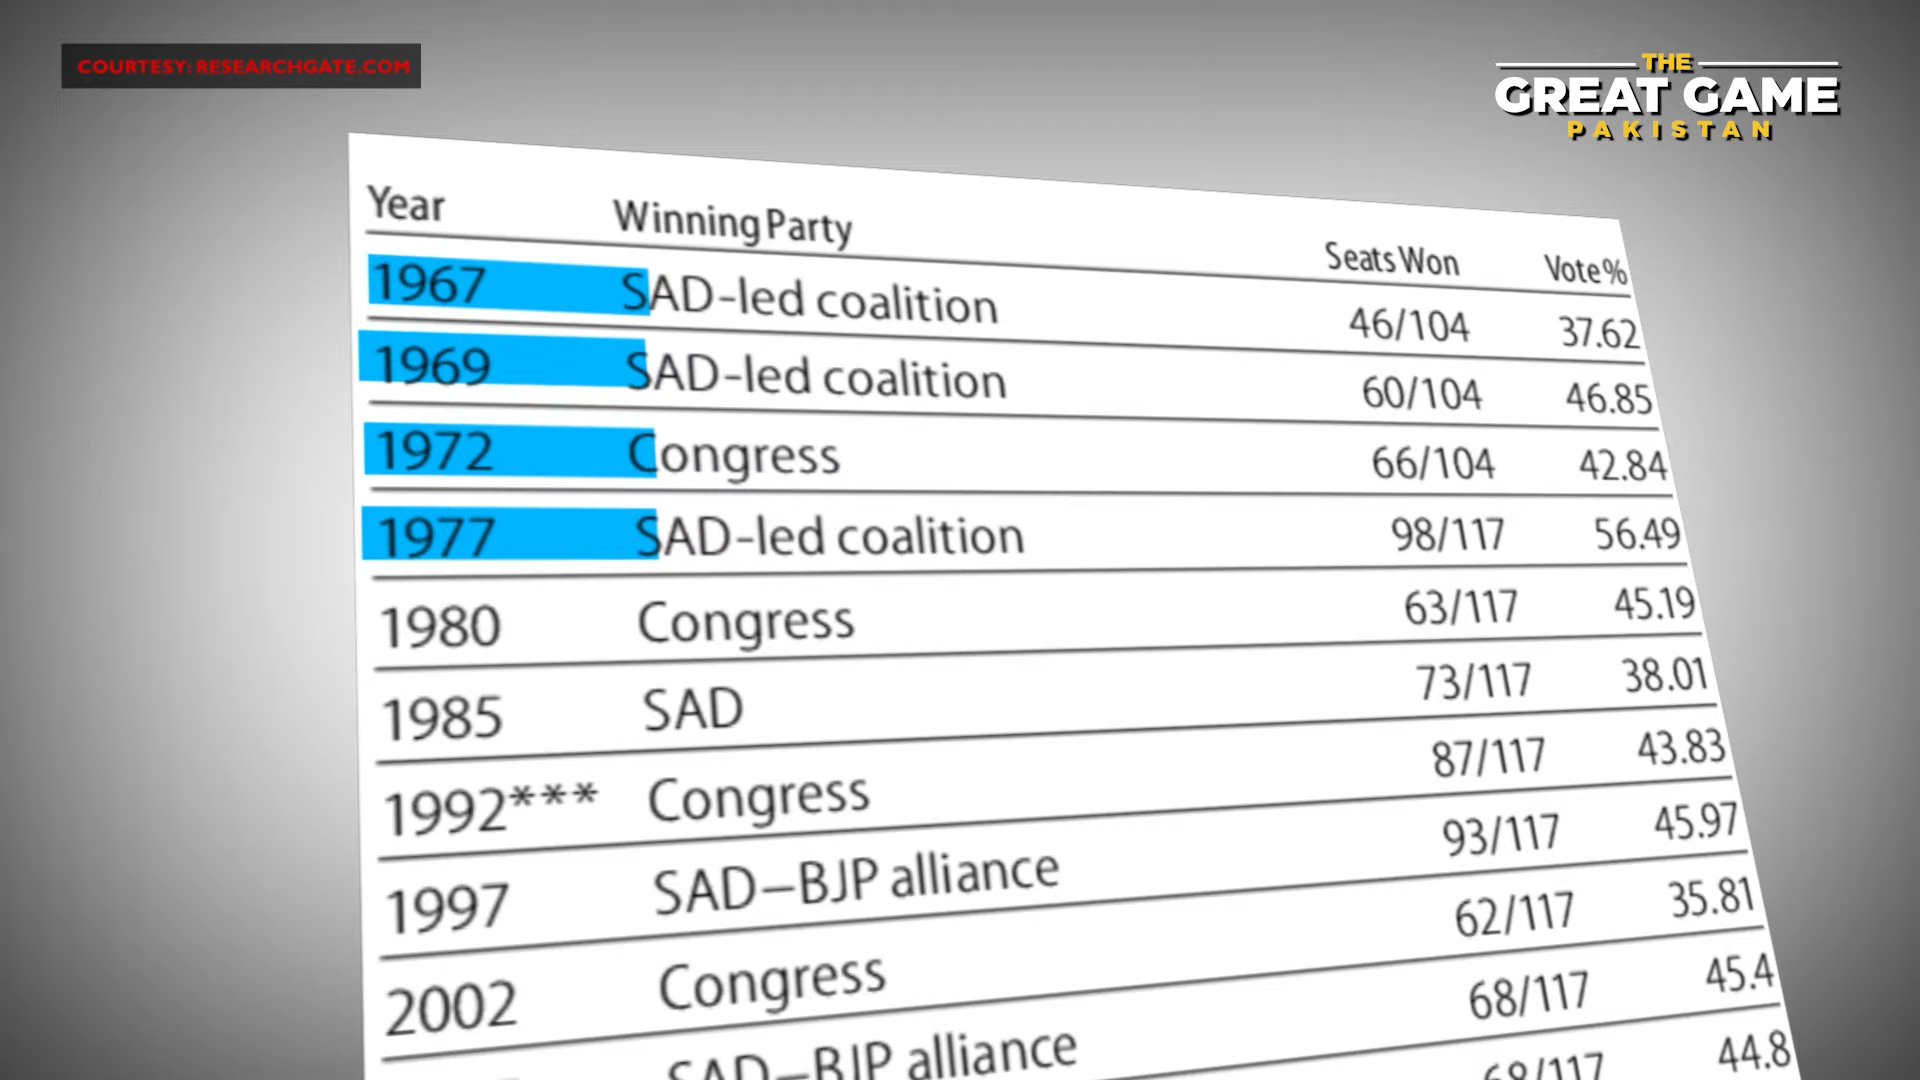 COURTESY: RESEARCHGATE.COM
THE
GREAT GAME
PAKISTAN
Year Winning Party Seats Won Vote%
1967 SAD-led coalition 46/104 37.62
1969 SAD-led coalition 60/104 46.85
1972 Congress 66/104 42.84
1977 SAD-led coalition 98/117 56.49
1980 Congress 63/117 45.19
1985 SAD 73/117 38.01
1992*** Congress 87/117 43.83
1997 SAD–BJP alliance 93/117 45.97
2002 Congress 62/117 35.81
SAD–BJP alliance 68/117 45.4
68/117 44.8